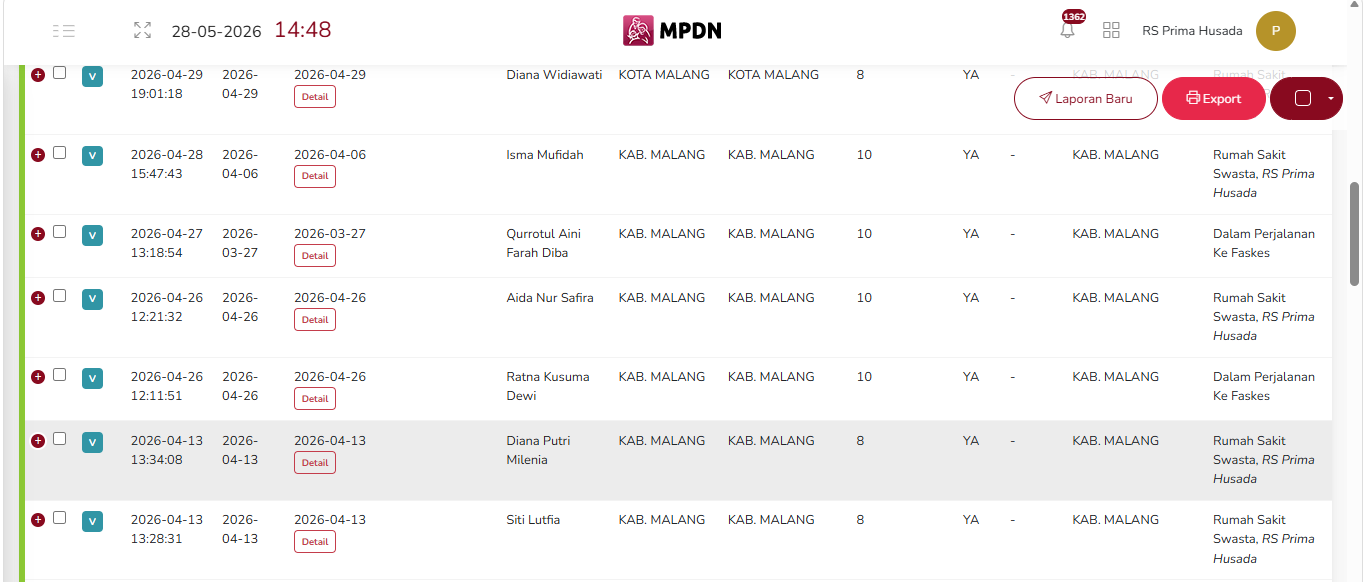 28-05-2026 14:48 MPDN 1362 RS Prima Husada P
V 2026-04-29 2026- 2026-04-29 Diana Widiawati KOTA MALANG KOTA MALANG 8 YA - KAB. MALANG Rumah Sakit
19:01:18 04-29 Detail Laporan Baru Export
V 2026-04-28 2026- 2026-04-06 Isma Mufidah KAB. MALANG KAB. MALANG 10 YA - KAB. MALANG Rumah Sakit
15:47:43 04-06 Detail Swasta, RS Prima
Husada
V 2026-04-27 2026- 2026-03-27 Qurrotul Aini KAB. MALANG KAB. MALANG 10 YA - KAB. MALANG Dalam Perjalanan
13:18:54 03-27 Detail Farah Diba Ke Faskes
V 2026-04-26 2026- 2026-04-26 Aida Nur Safira KAB. MALANG KAB. MALANG 10 YA - KAB. MALANG Rumah Sakit
12:21:32 04-26 Detail Swasta, RS Prima
Husada
V 2026-04-26 2026- 2026-04-26 Ratna Kusuma KAB. MALANG KAB. MALANG 10 YA - KAB. MALANG Dalam Perjalanan
12:11:51 04-26 Detail Dewi Ke Faskes
V 2026-04-13 2026- 2026-04-13 Diana Putri KAB. MALANG KAB. MALANG 8 YA - KAB. MALANG Rumah Sakit
13:34:08 04-13 Detail Milenia Swasta, RS Prima
Husada
V 2026-04-13 2026- 2026-04-13 Siti Lutfia KAB. MALANG KAB. MALANG 8 YA - KAB. MALANG Rumah Sakit
13:28:31 04-13 Detail Swasta, RS Prima
Husada